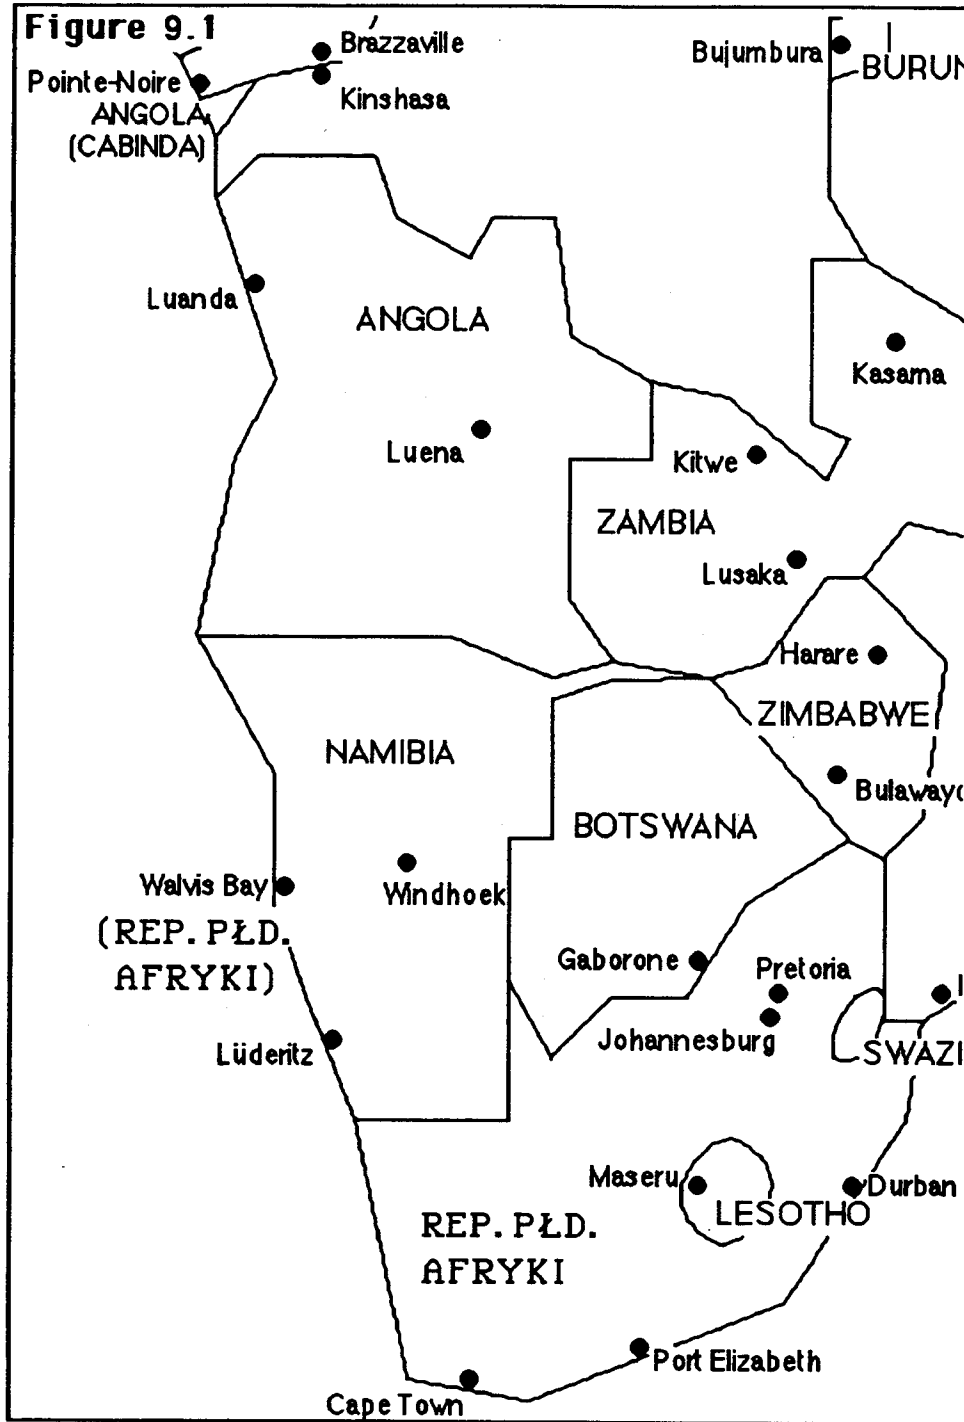 Figure 9.1
Brazzaville
Bujumbura
BURUN
Pointe-Noire
Kinshasa
ANGOLA
(CABINDA)
Luanda
ANGOLA
Kasama
Luena
Kitwe
ZAMBIA
Lusaka
Harare
ZIMBABWE
NAMIBIA
Bulawayo
BOTSWANA
Walvis Bay
Windhoek
(REP. PŁD.
AFRYKI)
Gaborone
Pretoria
Johannesburg
Lüderitz
SWAZI
Maseru
Durban
LESOTHO
REP. PŁD.
AFRYKI
Port Elizabeth
Cape Town